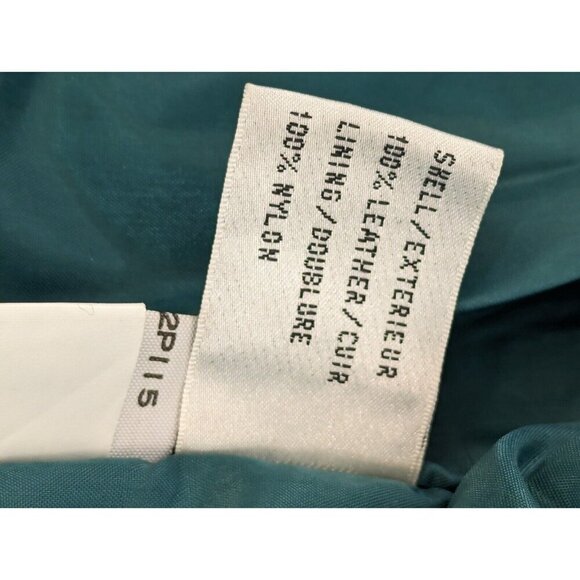 SHELL/EXTERIEUR
100% LEATHER/CUIR
LINING/DOUBLURE
100% NYLON
2P115